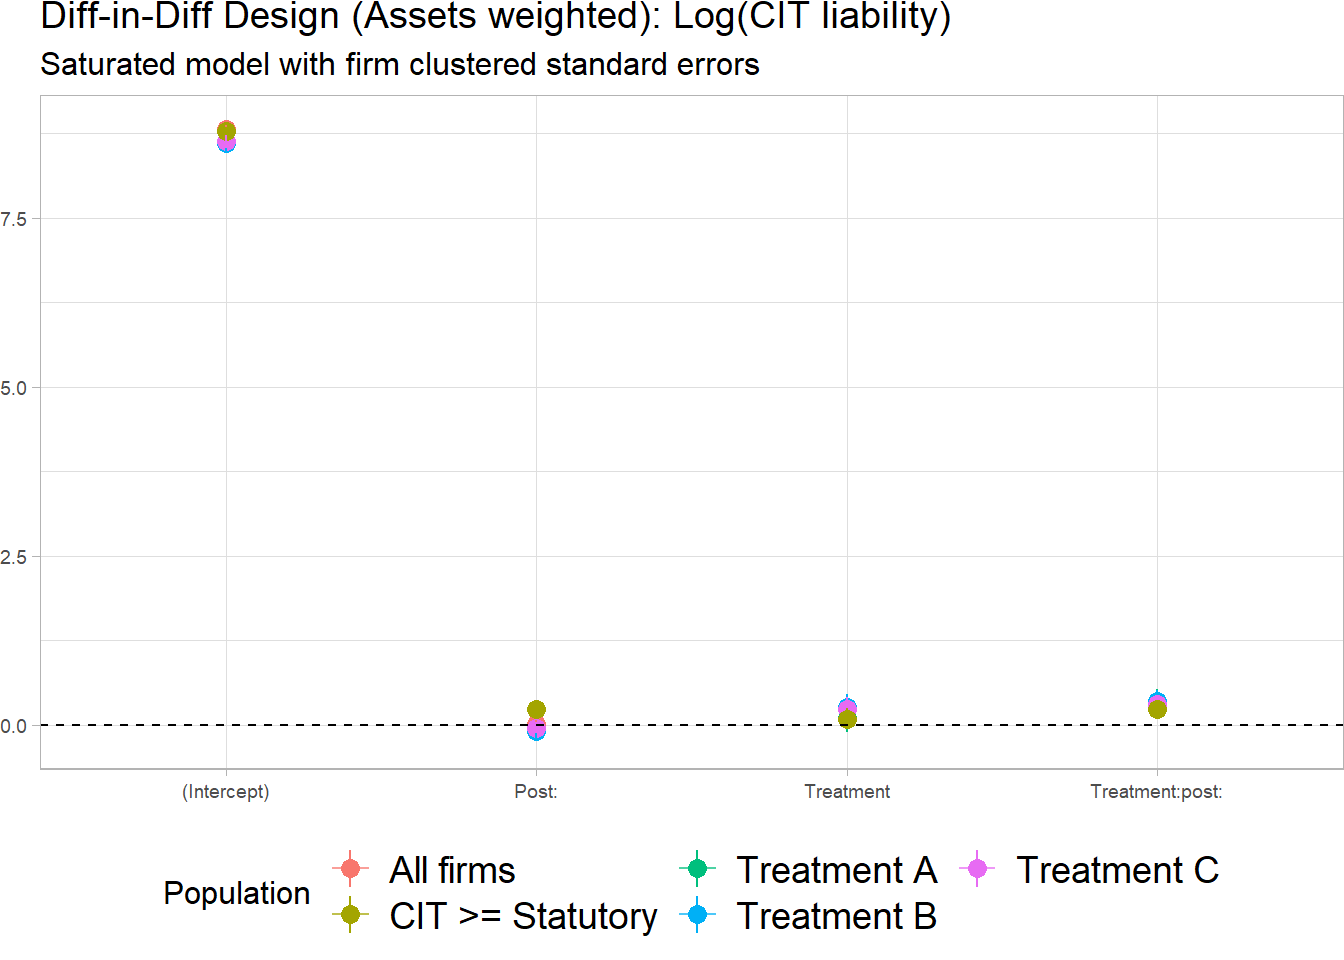 Diff-in-Diff Design (Assets weighted): Log(CIT liability)
Saturated model with firm clustered standard errors
7.5
5.0
2.5
0.0
(Intercept)
Post:
Treatment
Treatment:post:
Population
All firms
CIT >= Statutory
Treatment A
Treatment B
Treatment C